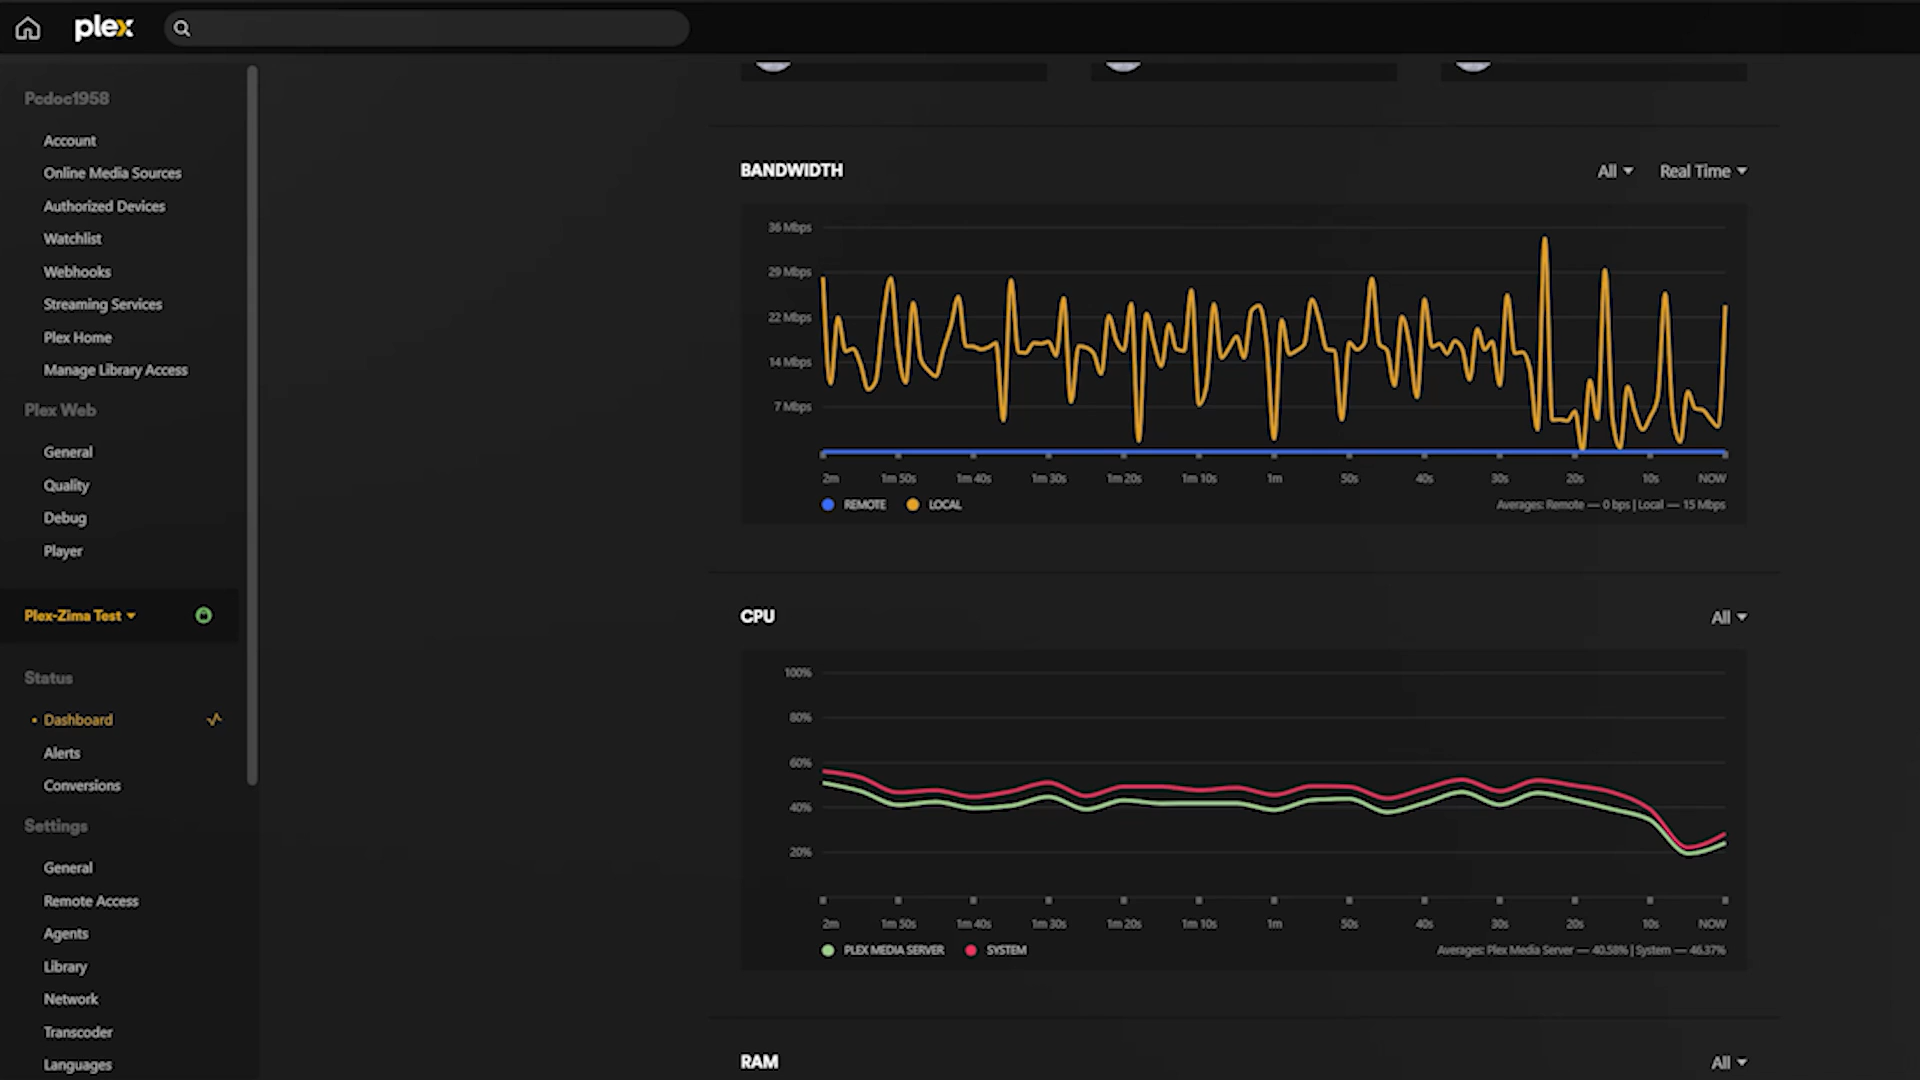 plex
Pcdoc1958
Account
Online Media Sources
Authorized Devices
Watchlist
Webhooks
Streaming Services
Plex Home
Manage Library Access
Plex Web
General
Quality
Debug
Player
Plex-Zima Test
Status
Dashboard
Alerts
Conversions
Settings
General
Remote Access
Agents
Library
Network
Transcoder
Languages
BANDWIDTH All Real Time
36 Mbps
29 Mbps
22 Mbps
14 Mbps
7 Mbps
2m 1m 50s 1m 40s 1m 30s 1m 20s 1m 10s 1m 50s 40s 30s 20s 10s NOW
REMOTE LOCAL Averages: Remote — 0 bps | Local — 15 Mbps
CPU All
100%
80%
60%
40%
20%
2m 1m 50s 1m 40s 1m 30s 1m 20s 1m 10s 1m 50s 40s 30s 20s 10s NOW
PLEX MEDIA SERVER SYSTEM Averages: Plex Media Server — 40.58% | System — 46.37%
RAM All